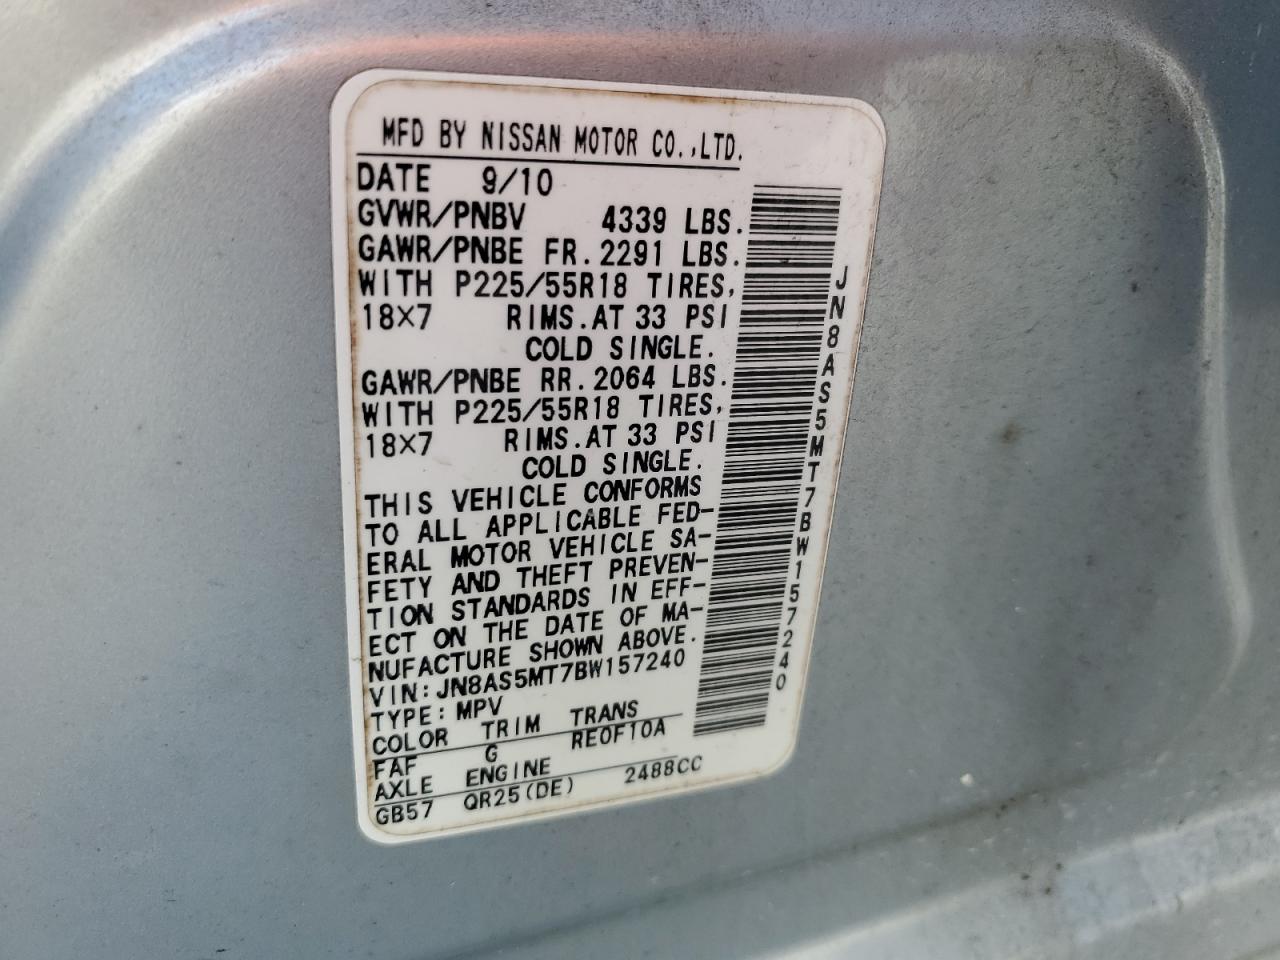 MFD BY NISSAN MOTOR CO.,LTD.
DATE 9/10
GVWR/PNBV 4339 LBS.
GAWR/PNBE FR. 2291 LBS.
WITH P225/55R18 TIRES,
18×7 RIMS. AT 33 PSI
COLD SINGLE.
GAWR/PNBE RR. 2064 LBS.
WITH P225/55R18 TIRES,
18×7 RIMS. AT 33 PSI
COLD SINGLE.
THIS VEHICLE CONFORMS
TO ALL APPLICABLE FED-
ERAL MOTOR VEHICLE SA-
FETY AND THEFT PREVEN-
TION STANDARDS IN EFF-
ECT ON THE DATE OF MA-
NUFACTURE SHOWN ABOVE.
VIN: JN8AS5MT7BW157240
TYPE: MPV
COLOR TRIM TRANS
FAF G RE0F10A
AXLE ENGINE
GB57 QR25(DE) 2488CC
JN8AS5MT7BW157240